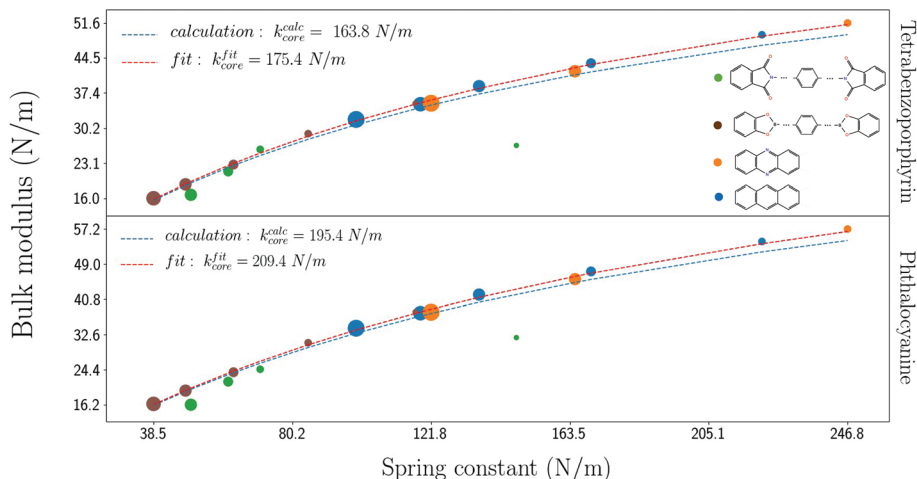 Bulk modulus (N/m)
51.6
44.5
37.4
30.2
23.1
16.0
calculation : k_core^calc = 163.8 N/m
fit : k_core^fit = 175.4 N/m
Tetrabenzoporphyrin
57.2
49.0
40.8
32.6
24.4
16.2
calculation : k_core^calc = 195.4 N/m
fit : k_core^fit = 209.4 N/m
Phthalocyanine
38.5 80.2 121.8 163.5 205.1 246.8
Spring constant (N/m)